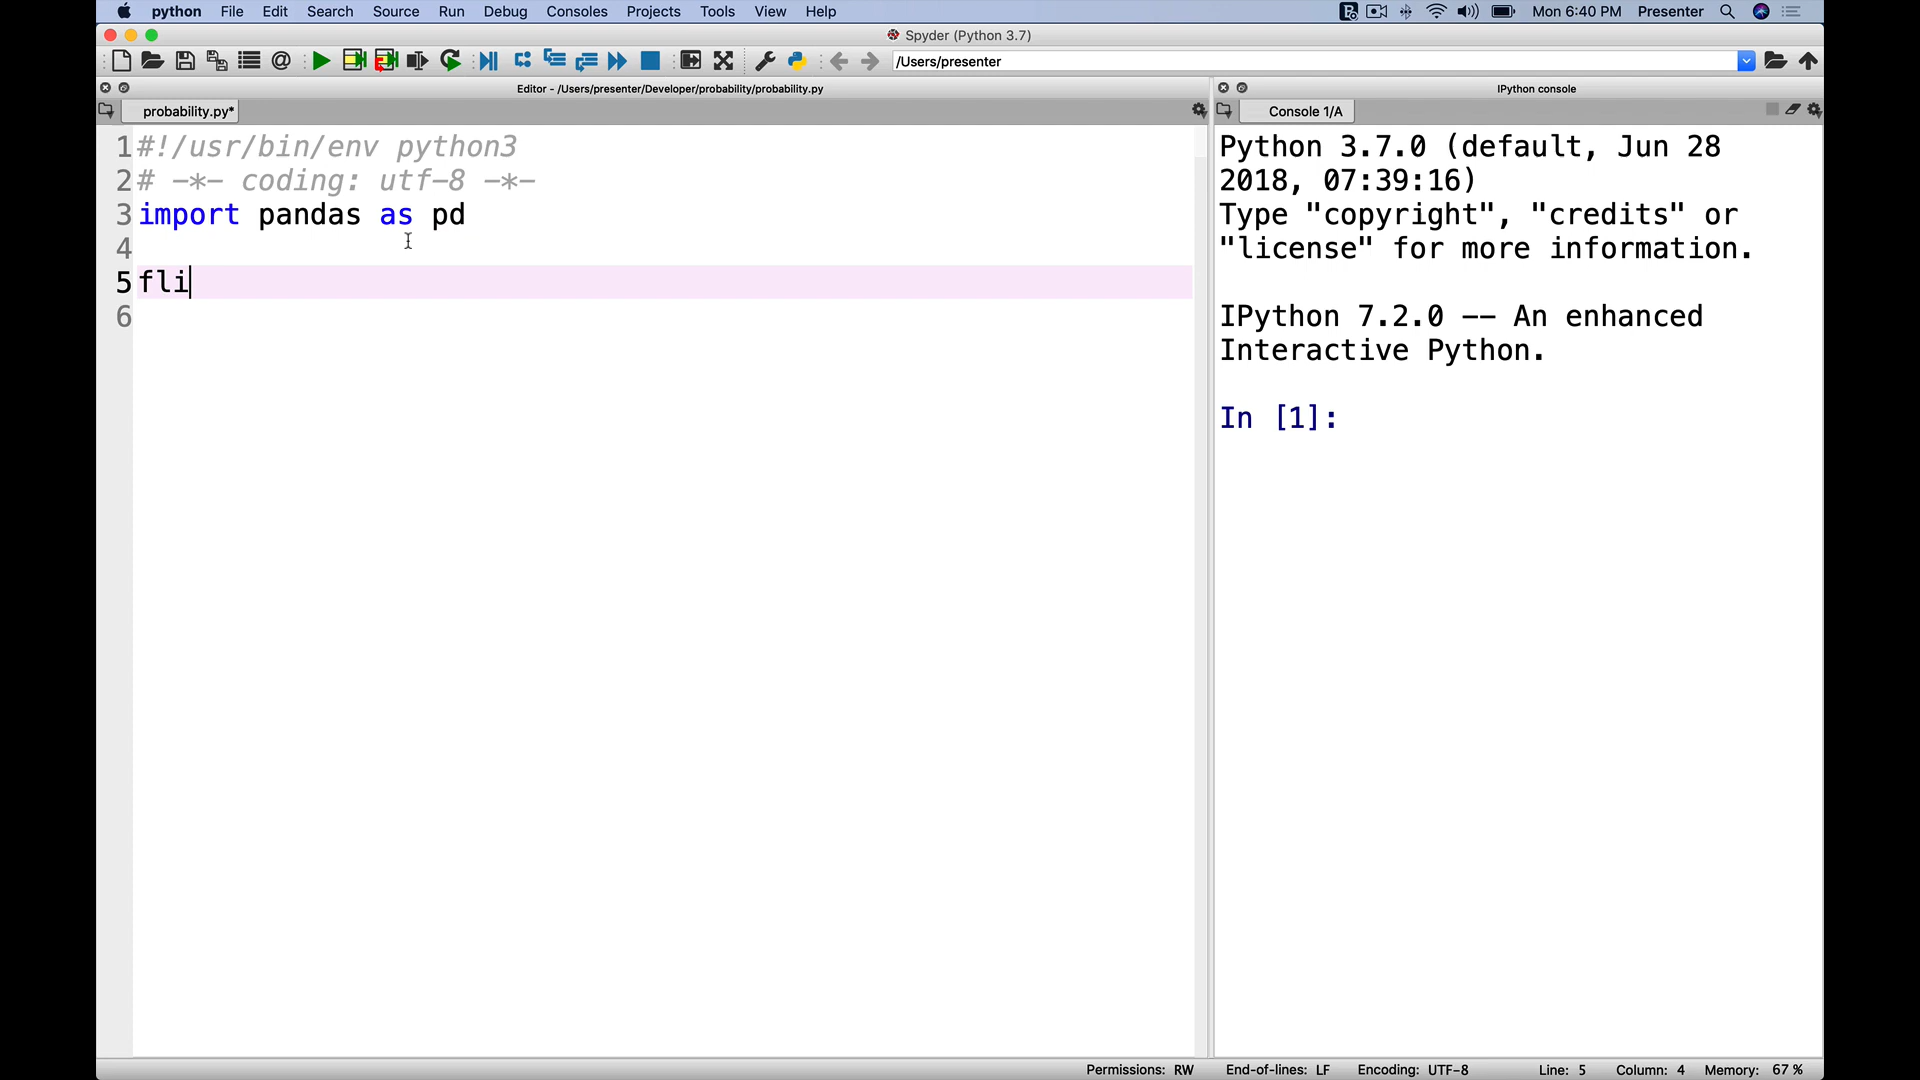 python File Edit Search Source Run Debug Consoles Projects Tools View Help Mon 6:40 PM Presenter
Spyder (Python 3.7)
/Users/presenter
Editor - /Users/presenter/Developer/probability/probability.py
probability.py*
1 #!/usr/bin/env python3
2 # -*- coding: utf-8 -*-
3 import pandas as pd
4
5 fli
6
IPython console
Console 1/A
Python 3.7.0 (default, Jun 28
2018, 07:39:16)
Type "copyright", "credits" or
"license" for more information.
IPython 7.2.0 -- An enhanced
Interactive Python.
In [1]:
Permissions: RW End-of-lines: LF Encoding: UTF-8 Line: 5 Column: 4 Memory: 67 %